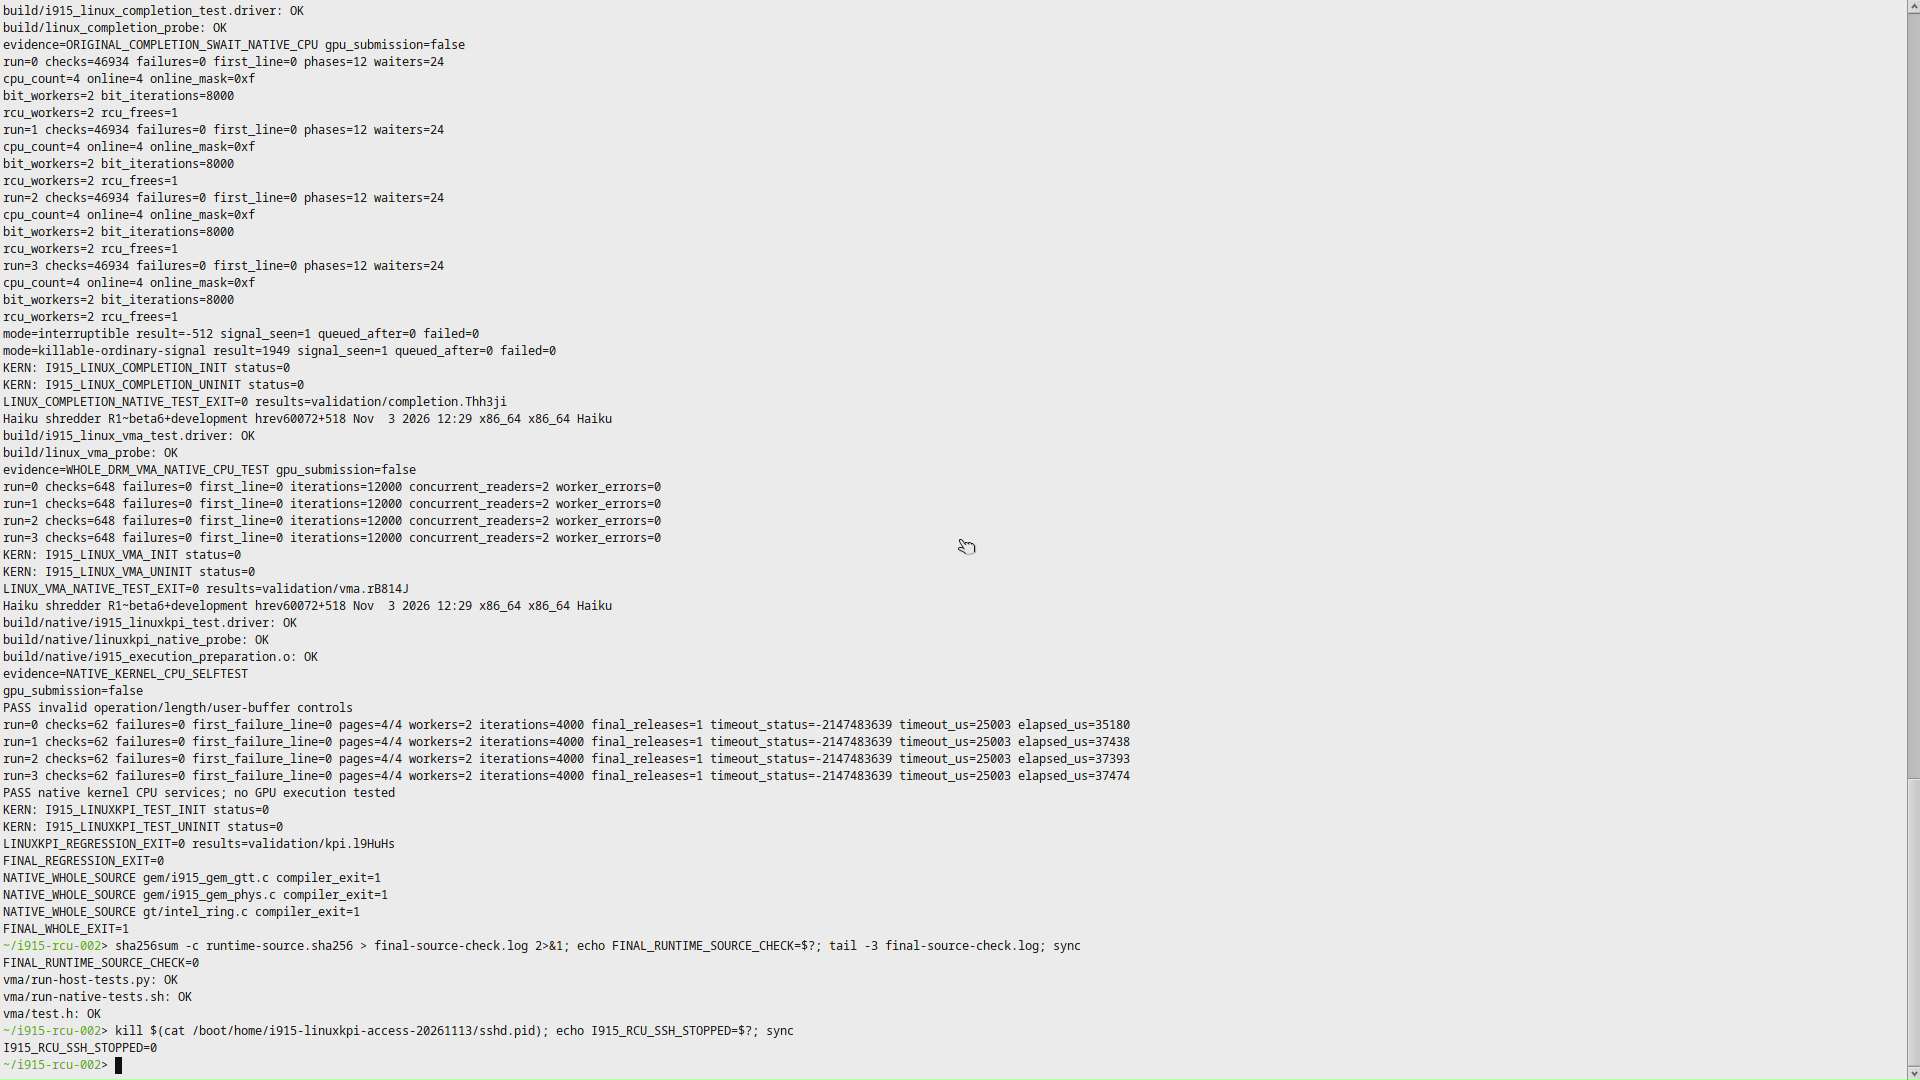 build/i915_linux_completion_test.driver: OK
build/linux_completion_probe: OK
evidence=ORIGINAL_COMPLETION_SWAIT_NATIVE_CPU gpu_submission=false
run=0 checks=46934 failures=0 first_line=0 phases=12 waiters=24
cpu_count=4 online=4 online_mask=0xf
bit_workers=2 bit_iterations=8000
rcu_workers=2 rcu_frees=1
run=1 checks=46934 failures=0 first_line=0 phases=12 waiters=24
cpu_count=4 online=4 online_mask=0xf
bit_workers=2 bit_iterations=8000
rcu_workers=2 rcu_frees=1
run=2 checks=46934 failures=0 first_line=0 phases=12 waiters=24
cpu_count=4 online=4 online_mask=0xf
bit_workers=2 bit_iterations=8000
rcu_workers=2 rcu_frees=1
run=3 checks=46934 failures=0 first_line=0 phases=12 waiters=24
cpu_count=4 online=4 online_mask=0xf
bit_workers=2 bit_iterations=8000
rcu_workers=2 rcu_frees=1
mode=interruptible result=-512 signal_seen=1 queued_after=0 failed=0
mode=killable-ordinary-signal result=1949 signal_seen=1 queued_after=0 failed=0
KERN: I915_LINUX_COMPLETION_INIT status=0
KERN: I915_LINUX_COMPLETION_UNINIT status=0
LINUX_COMPLETION_NATIVE_TEST_EXIT=0 results=validation/completion.Thh3ji
Haiku shredder R1~beta6+development hrev60072+518 Nov  3 2026 12:29 x86_64 x86_64 Haiku
build/i915_linux_vma_test.driver: OK
build/linux_vma_probe: OK
evidence=WHOLE_DRM_VMA_NATIVE_CPU_TEST gpu_submission=false
run=0 checks=648 failures=0 first_line=0 iterations=12000 concurrent_readers=2 worker_errors=0
run=1 checks=648 failures=0 first_line=0 iterations=12000 concurrent_readers=2 worker_errors=0
run=2 checks=648 failures=0 first_line=0 iterations=12000 concurrent_readers=2 worker_errors=0
run=3 checks=648 failures=0 first_line=0 iterations=12000 concurrent_readers=2 worker_errors=0
KERN: I915_LINUX_VMA_INIT status=0
KERN: I915_LINUX_VMA_UNINIT status=0
LINUX_VMA_NATIVE_TEST_EXIT=0 results=validation/vma.rB814J
Haiku shredder R1~beta6+development hrev60072+518 Nov  3 2026 12:29 x86_64 x86_64 Haiku
build/native/i915_linuxkpi_test.driver: OK
build/native/linuxkpi_native_probe: OK
build/native/i915_execution_preparation.o: OK
evidence=NATIVE_KERNEL_CPU_SELFTEST
gpu_submission=false
PASS invalid operation/length/user-buffer controls
run=0 checks=62 failures=0 first_failure_line=0 pages=4/4 workers=2 iterations=4000 final_releases=1 timeout_status=-2147483639 timeout_us=25003 elapsed_us=35180
run=1 checks=62 failures=0 first_failure_line=0 pages=4/4 workers=2 iterations=4000 final_releases=1 timeout_status=-2147483639 timeout_us=25003 elapsed_us=37438
run=2 checks=62 failures=0 first_failure_line=0 pages=4/4 workers=2 iterations=4000 final_releases=1 timeout_status=-2147483639 timeout_us=25003 elapsed_us=37393
run=3 checks=62 failures=0 first_failure_line=0 pages=4/4 workers=2 iterations=4000 final_releases=1 timeout_status=-2147483639 timeout_us=25003 elapsed_us=37474
PASS native kernel CPU services; no GPU execution tested
KERN: I915_LINUXKPI_TEST_INIT status=0
KERN: I915_LINUXKPI_TEST_UNINIT status=0
LINUXKPI_REGRESSION_EXIT=0 results=validation/kpi.l9HuHs
FINAL_REGRESSION_EXIT=0
NATIVE_WHOLE_SOURCE gem/i915_gem_gtt.c compiler_exit=1
NATIVE_WHOLE_SOURCE gem/i915_gem_phys.c compiler_exit=1
NATIVE_WHOLE_SOURCE gt/intel_ring.c compiler_exit=1
FINAL_WHOLE_EXIT=1
~/i915-rcu-002> sha256sum -c runtime-source.sha256 > final-source-check.log 2>&1; echo FINAL_RUNTIME_SOURCE_CHECK=$?; tail -3 final-source-check.log; sync
FINAL_RUNTIME_SOURCE_CHECK=0
vma/run-host-tests.py: OK
vma/run-native-tests.sh: OK
vma/test.h: OK
~/i915-rcu-002> kill $(cat /boot/home/i915-linuxkpi-access-20261113/sshd.pid); echo I915_RCU_SSH_STOPPED=$?; sync
I915_RCU_SSH_STOPPED=0
~/i915-rcu-002>